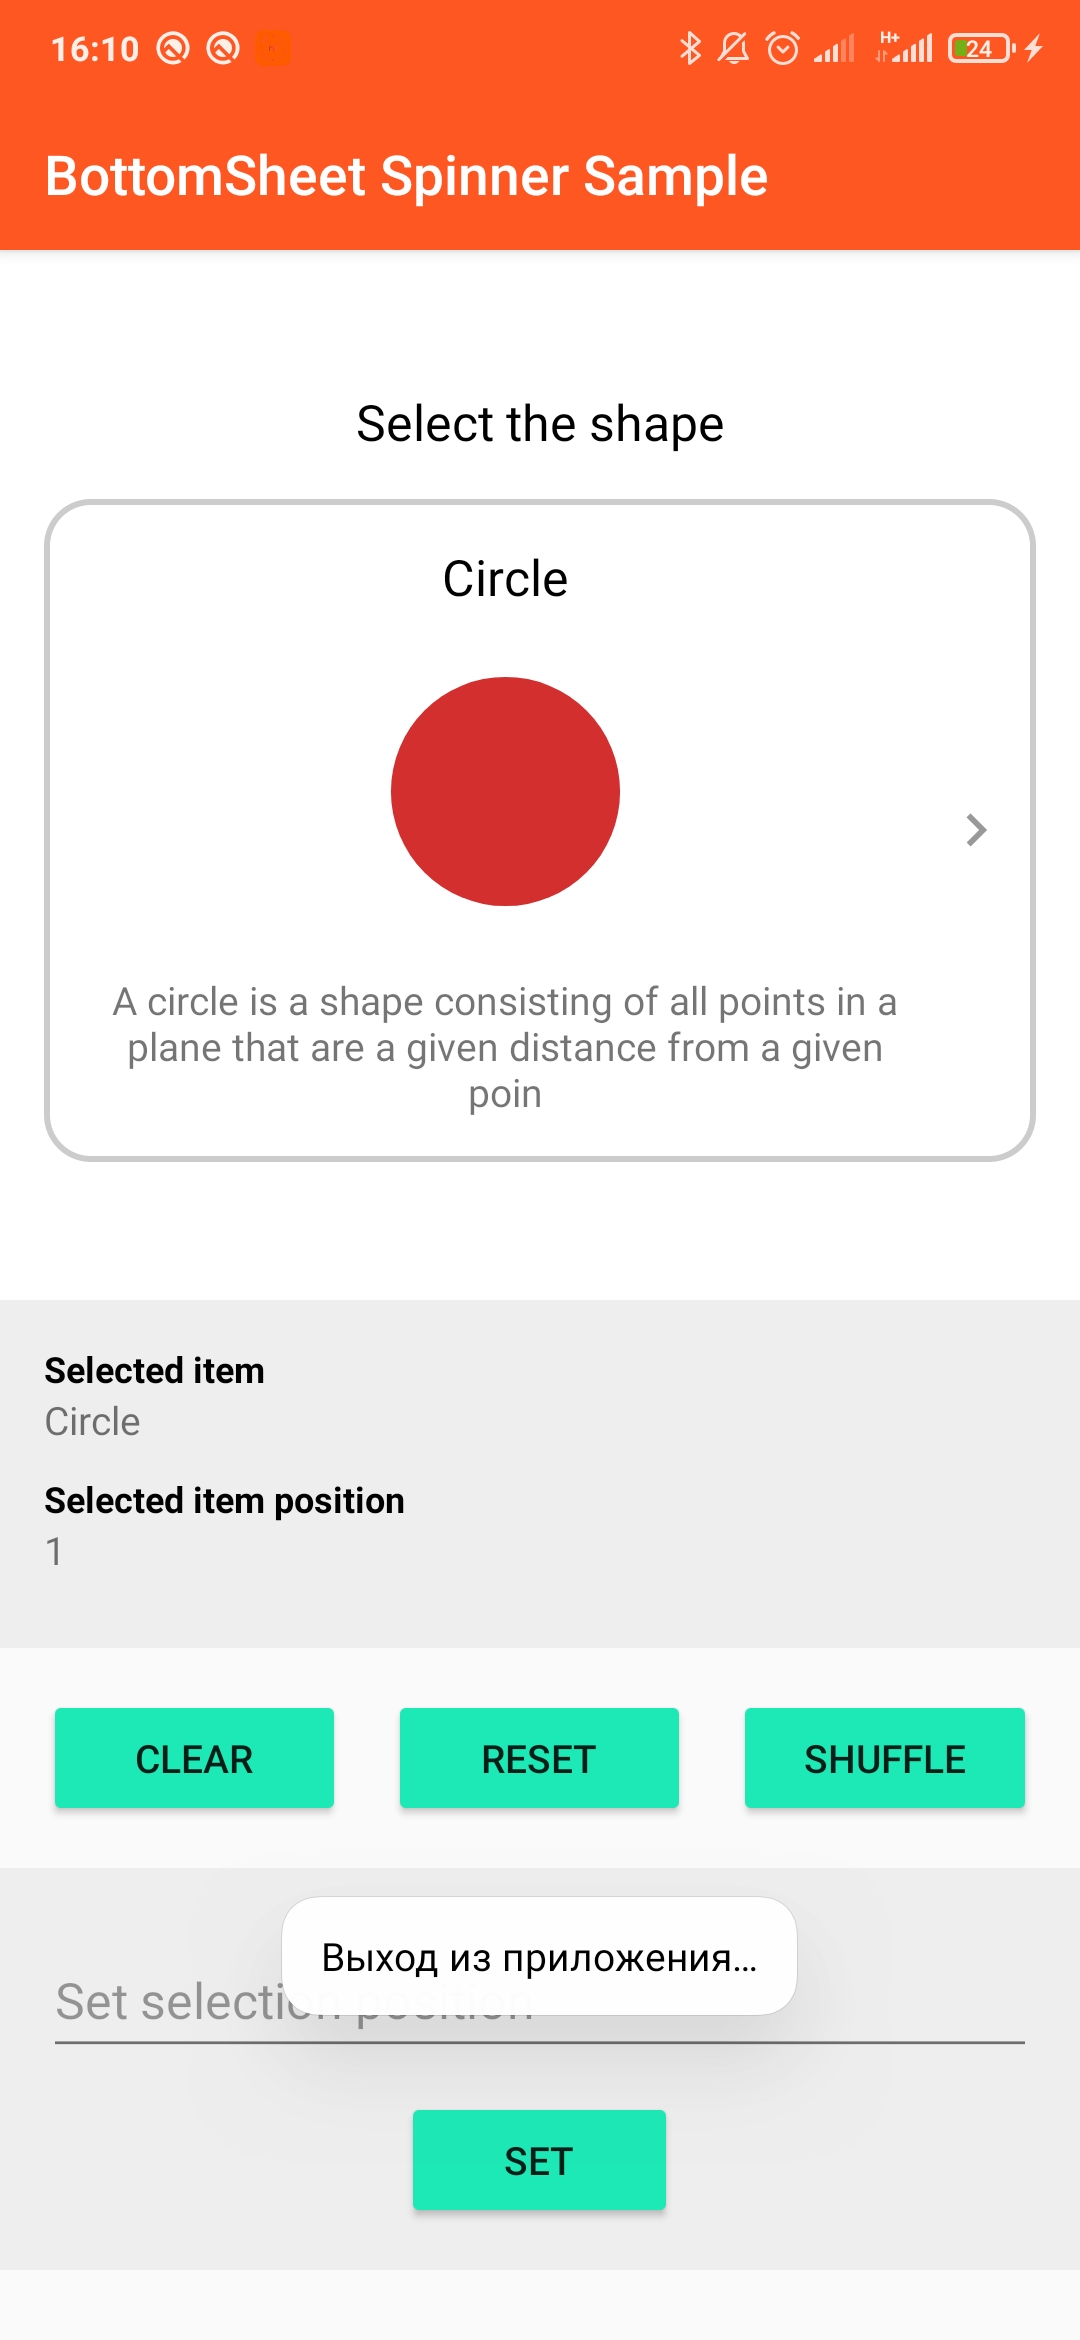 16:10
H+
24
BottomSheet Spinner Sample
Select the shape
Circle
A circle is a shape consisting of all points in a
plane that are a given distance from a given
poin
Selected item
Circle
Selected item position
1
CLEAR
RESET
SHUFFLE
Выход из приложения...
Set selection position
SET